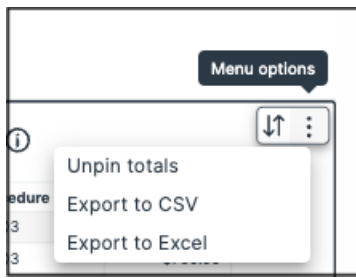 Menu options
Unpin totals
edure
Export to CSV
Export to Excel